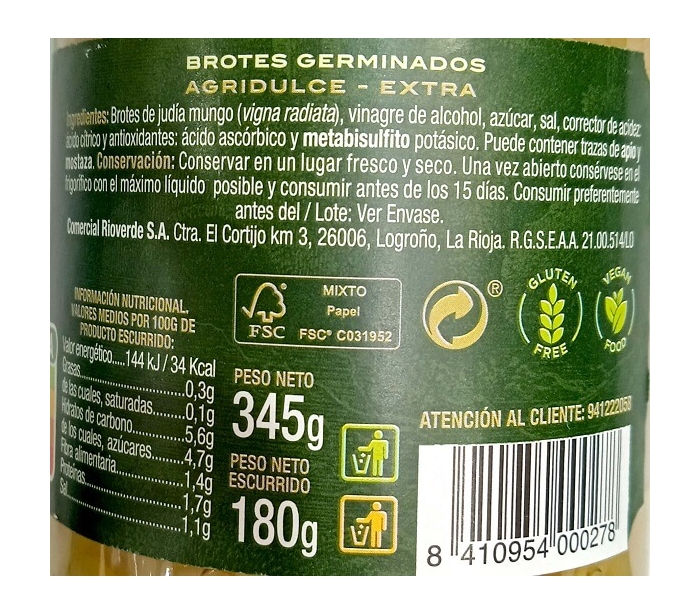 BROTES GERMINADOS
AGRIDULCE - EXTRA
Ingredientes: Brotes de judía mungo (vigna radiata), vinagre de alcohol, azúcar, sal, corrector de acidez:
ácido cítrico y antioxidantes: ácido ascórbico y metabisulfito potásico. Puede contener trazas de apio y
mostaza. Conservación: Conservar en un lugar fresco y seco. Una vez abierto consérvese en el
frigorífico con el máximo líquido posible y consumir antes de los 15 días. Consumir preferentemente
antes del / Lote: Ver Envase.
Comercial Rioverde S.A. Ctra. El Cortijo km 3, 26006, Logroño, La Rioja. R.G.S.E.A.A. 21.00.514/LO
INFORMACIÓN NUTRICIONAL.
VALORES MEDIOS POR 100G DE
PRODUCTO ESCURRIDO:
Valor energético.....144 kJ / 34 Kcal
Grasas..................0,3g
de las cuales, saturadas.........0,1g
Hidratos de carbono.............5,6g
de los cuales, azúcares.........4,7g
Fibra alimentaria..............1,4g
Proteínas....................1,7g
Sal.........................1,1g
FSC
MIXTO
Papel
FSC® C031952
®
GLUTEN
FREE
VEGAN
FOOD
PESO NETO
345g
PESO NETO
ESCURRIDO
180g
ATENCIÓN AL CLIENTE: 941222058
8 410954 000278